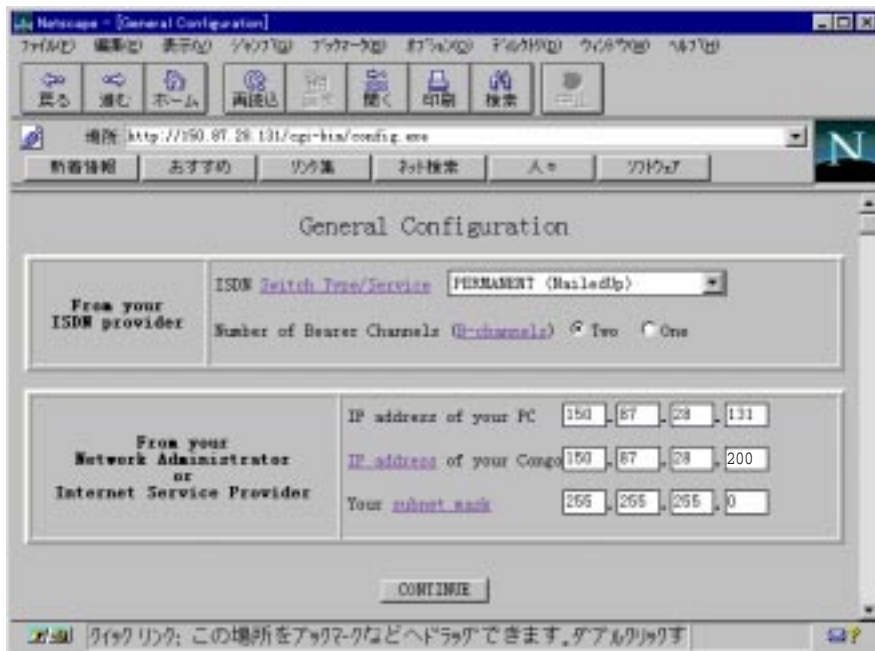 Netscape - [General Configuration]
ファイル(F) 編集(E) 表示(V) ジャンプ(G) ブックマーク(B) オプション(O) ディレクトリ(D) ウィンドウ(W) ヘルプ(H)
戻る 進む ホーム 再読込 開く 印刷 検索 中止
場所 http://150.87.28.131/cgi-bin/config.exe
新着情報 おすすめ リンク集 ネット検索 人々 ソフトウェア
General Configuration
From your
ISDN provider
ISDN Switch Type/Service PERMANENT (NailedUp)
Number of Bearer Channels (B-channels) Two One
From your
Network Administrator
or
Internet Service Provider
IP address of your PC 150 . 87 . 28 . 131
IP address of your Congo 150 . 87 . 28 . 200
Your subnet mask 255 . 255 . 255 . 0
CONTINUE
クイック リンク: この場所をブックマークなどへドラッグできます。ダブルクリックす